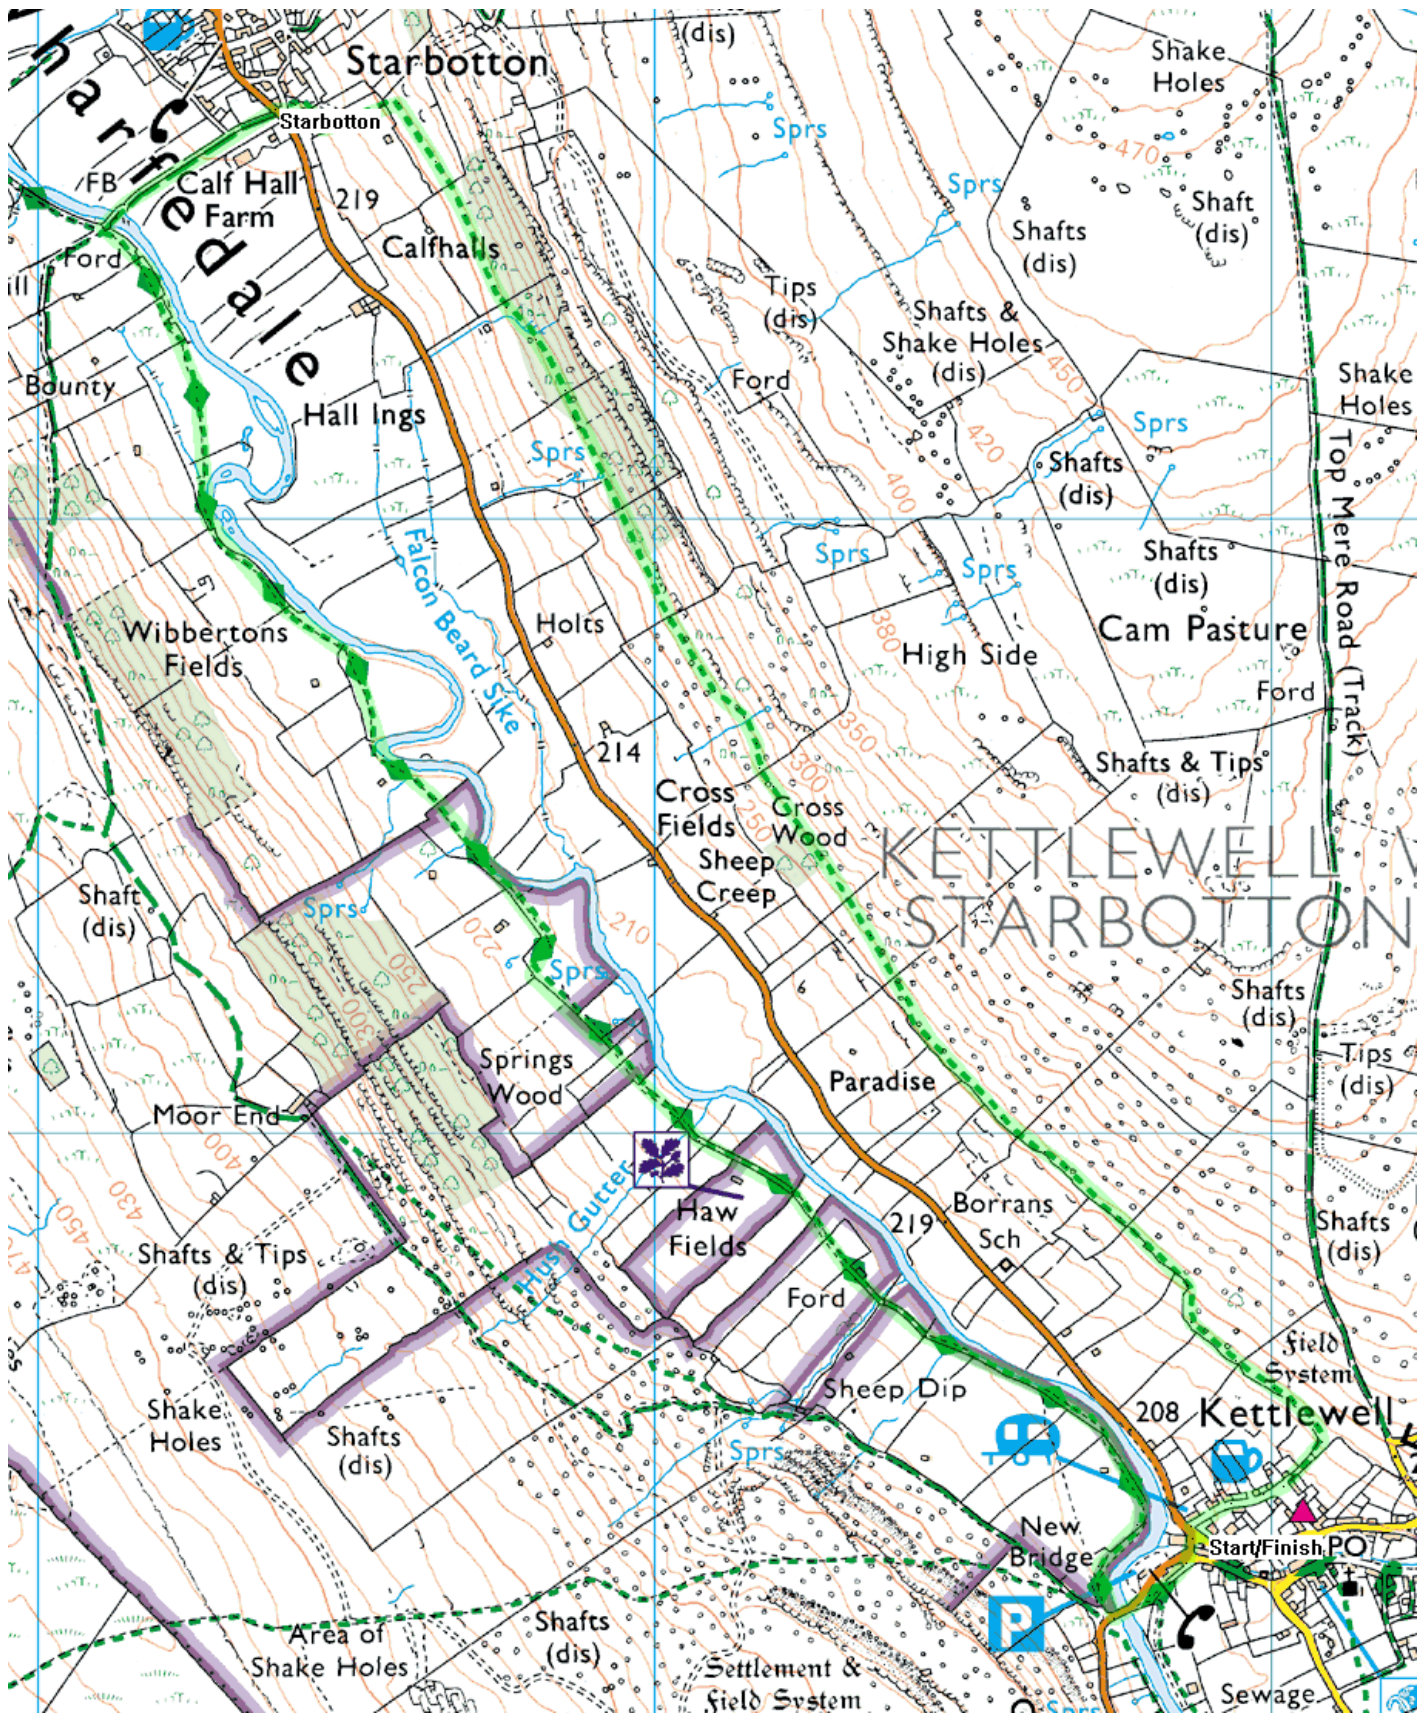 (dis)
Shake
Holes
Starbotton
Starbotton
Sprs
470
harfedale
FB
Calf Hall
Farm
219
Sprs
Shaft
(dis)
Ford
Calfhalls
Shafts
(dis)
Tips
(dis)
Shafts &
Shake Holes
(dis)
450
Bounty
Ford
Shake
Holes
Hall Ings
Sprs
420
Sprs
Top Mere Road (Track)
400
Shafts
(dis)
Falcon Beard Sike
Sprs
Sprs
Shafts
(dis)
Wibbertons
Fields
Holts
380
High Side
Cam Pasture
Ford
214
350
300
Shafts & Tips
(dis)
Cross
Fields
250
Cross
Wood
Sheep
Creep
KETTLEWELL
STARBOTTON
Shaft
(dis)
Sprs
220
210
250
Sprs
300
Shafts
(dis)
Springs
Wood
Tips
(dis)
Paradise
Moor End
400
430
450
Hush Gutter
Haw
Fields
219
Borrans
Sch
Shafts
(dis)
Shafts & Tips
(dis)
Ford
Field
System
Sheep Dip
Shake
Holes
Shafts
(dis)
208
Kettlewell
Sprs
New
Bridge
Start/Finish
PO
P
Area of
Shake Holes
Shafts
(dis)
Settlement &
Field System
Sewage
Sprs